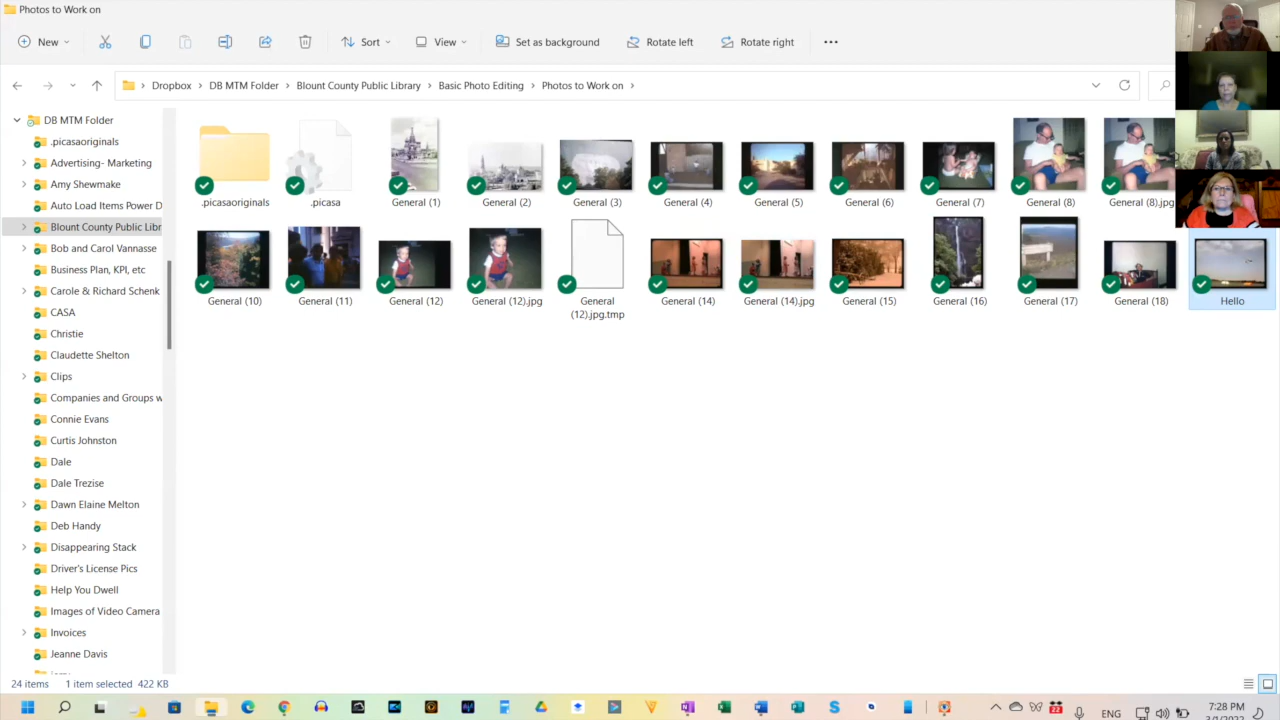 Photos to Work on
New
Sort
View
Set as background
Rotate left
Rotate right
Dropbox
DB MTM Folder
Blount County Public Library
Basic Photo Editing
Photos to Work on
DB MTM Folder
.picasaoriginals
Advertising- Marketing
Amy Shewmake
Auto Load Items Power D
Blount County Public Libr
Bob and Carol Vannasse
Business Plan, KPI, etc
Carole & Richard Schenk
CASA
Christie
Claudette Shelton
Clips
Companies and Groups w
Connie Evans
Curtis Johnston
Dale
Dale Trezise
Dawn Elaine Melton
Deb Handy
Disappearing Stack
Driver's License Pics
Help You Dwell
Images of Video Camera
Invoices
Jeanne Davis
.picasaoriginals
.picasa
General (1)
General (2)
General (3)
General (4)
General (5)
General (6)
General (7)
General (8)
General (8).jpg
General (10)
General (11)
General (12)
General (12).jpg
General
(12).jpg.tmp
General (14)
General (14).jpg
General (15)
General (16)
General (17)
General (18)
Hello
24 items
1 item selected 422 KB
22
ENG
7:28 PM
3/1/2022